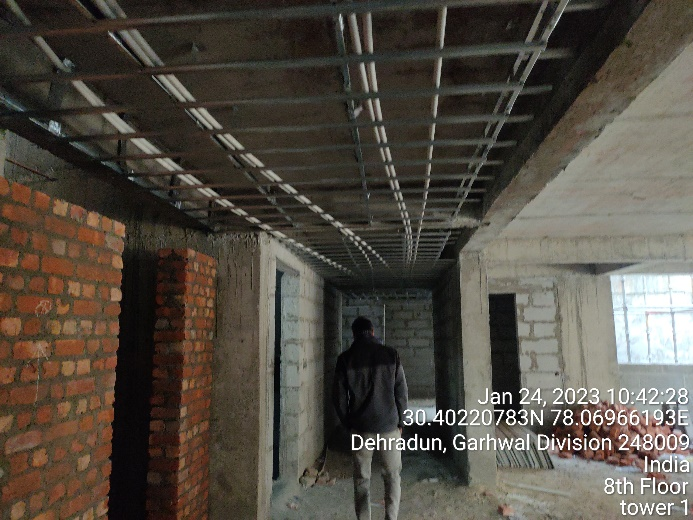 Jan 24, 2023 10:42:28
30.40220783N 78.06966193E
Dehradun, Garhwal Division 248009
India
8th Floor
tower 1